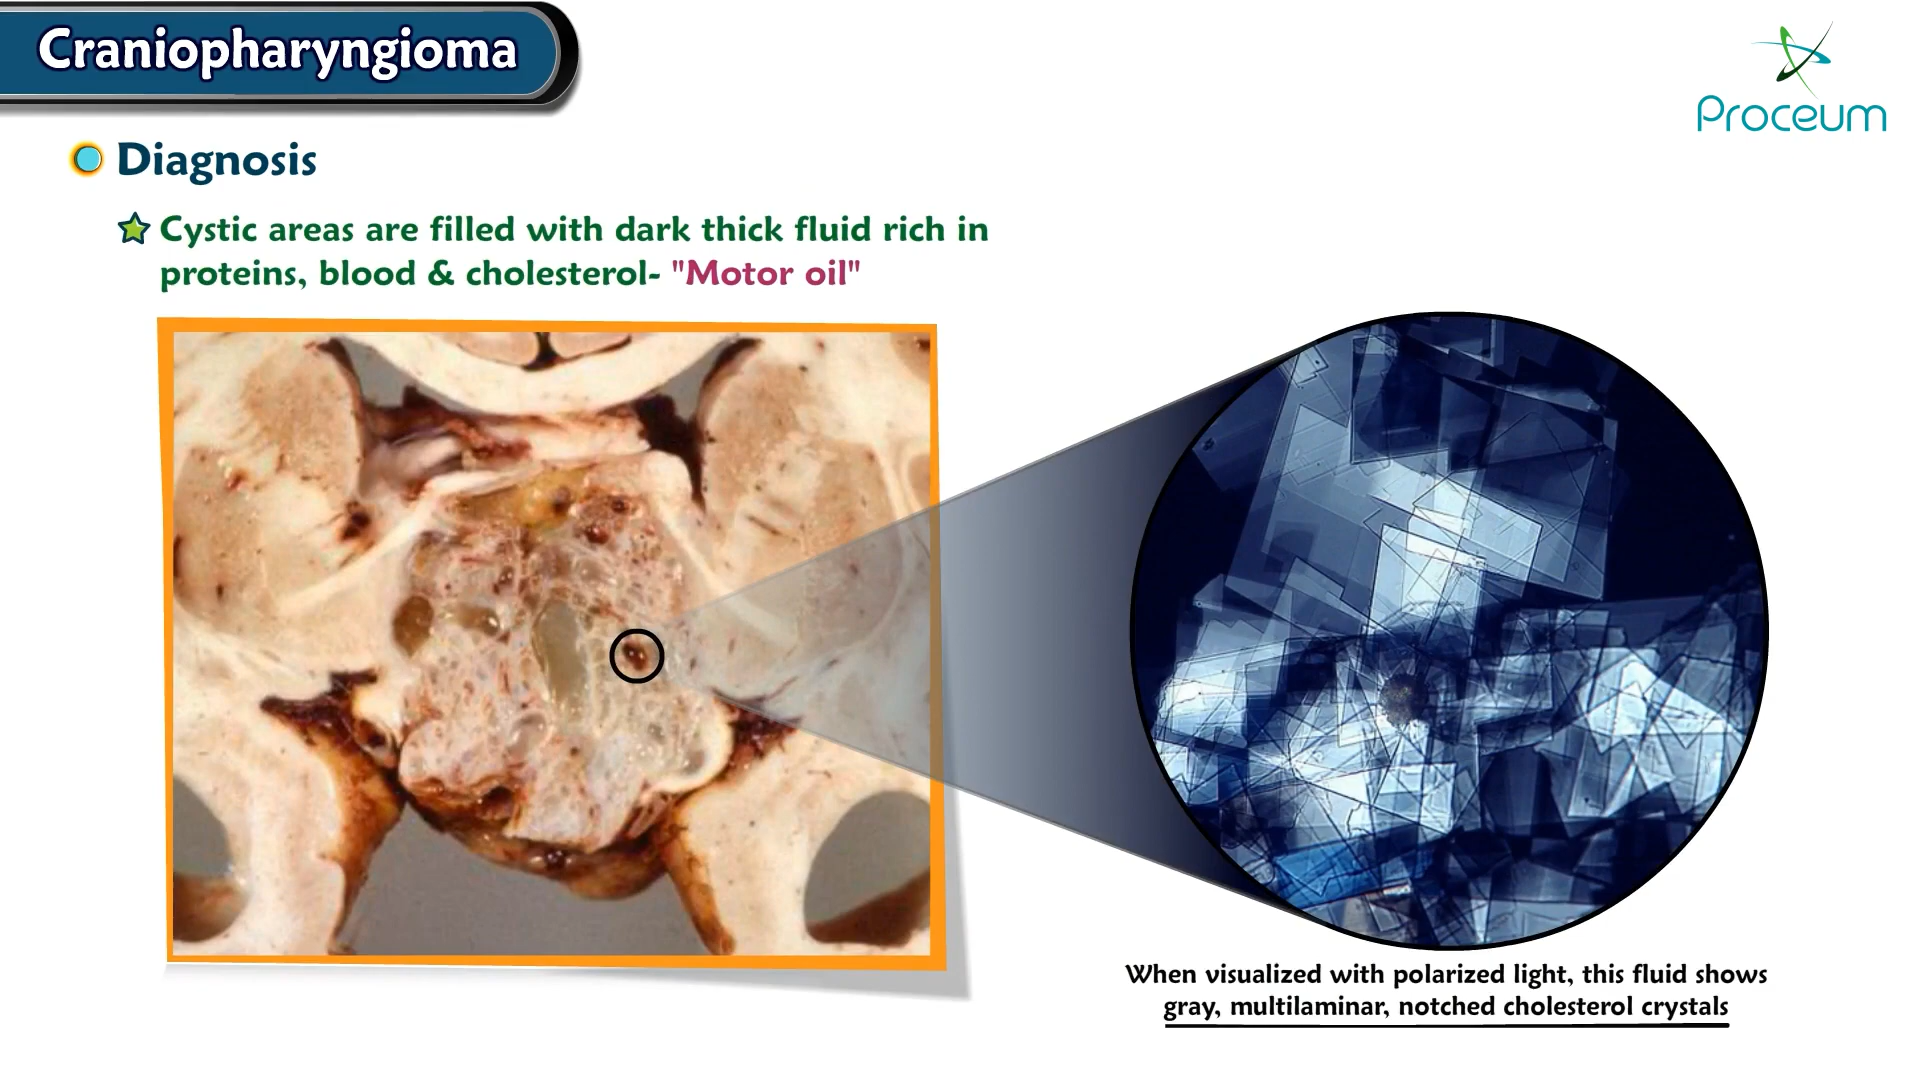 Craniopharyngioma
Proceum
Diagnosis
Cystic areas are filled with dark thick fluid rich in
proteins, blood & cholesterol- "Motor oil"
When visualized with polarized light, this fluid shows
gray, multilaminar, notched cholesterol crystals